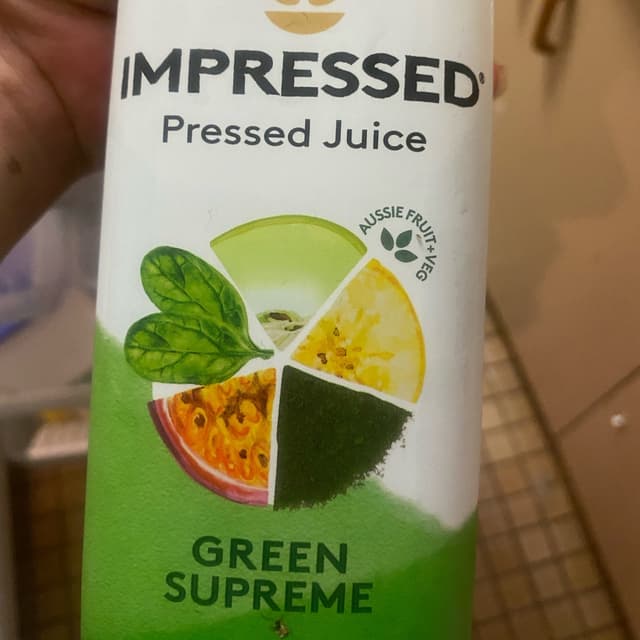 IMPRESSED®
Pressed Juice
AUSSIE FRUIT + VEG
GREEN
SUPREME